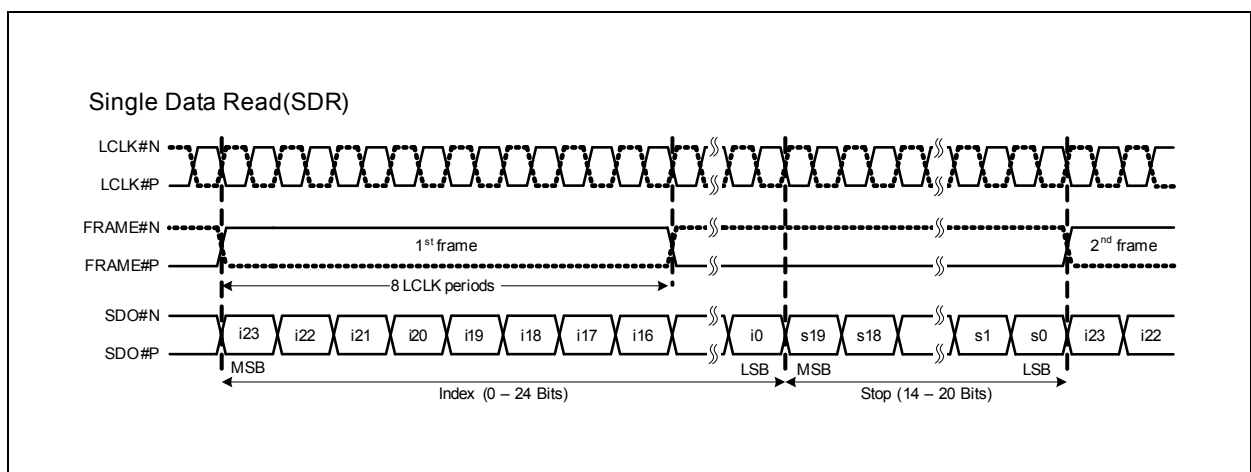 Single Data Read(SDR)
LCLK#N
LCLK#P
FRAME#N
1st frame
2nd frame
FRAME#P
8 LCLK periods
SDO#N
i23 i22 i21 i20 i19 i18 i17 i16 i0 s19 s18 s1 s0 i23 i22
SDO#P
MSB LSB MSB LSB
Index (0 – 24 Bits) Stop (14 – 20 Bits)